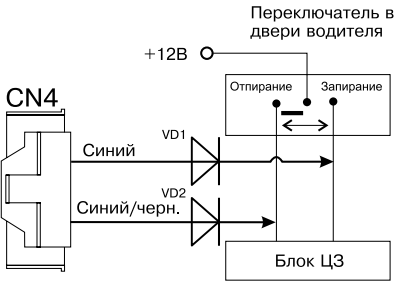 Переключатель в
двери водителя
+12В
Отпирание
Запирание
CN4
VD1
Синий
VD2
Синий/черн.
Блок ЦЗ